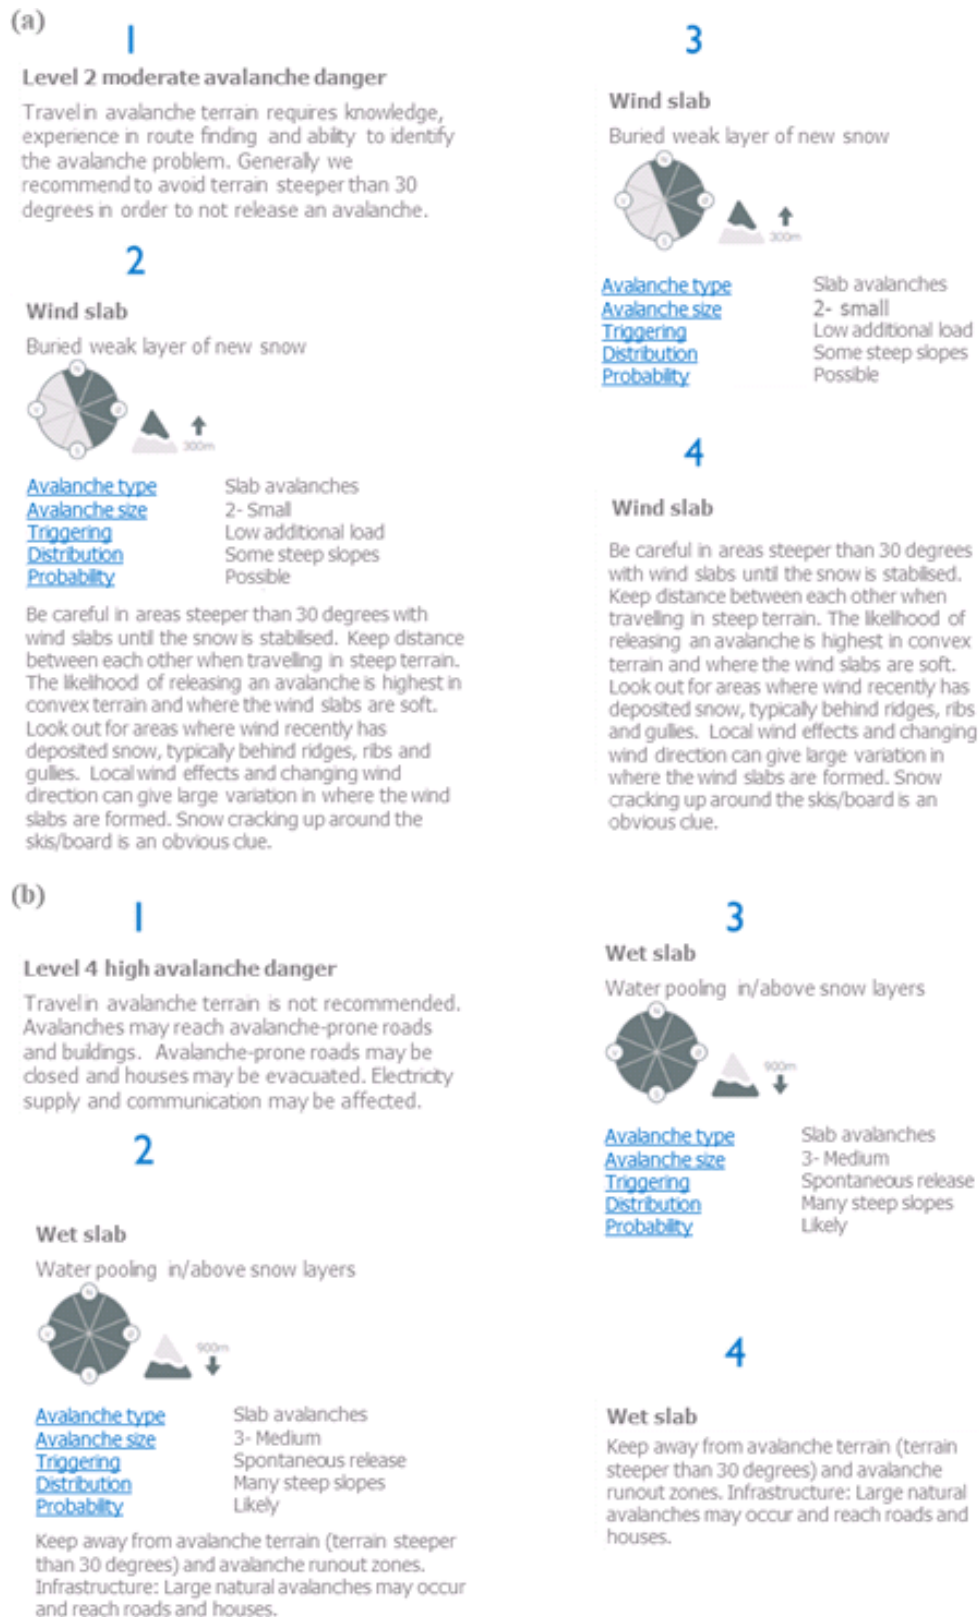 (a)
1
Level 2 moderate avalanche danger
Travel in avalanche terrain requires knowledge,
experience in route finding and ability to identify
the avalanche problem. Generally we
recommend to avoid terrain steeper than 30
degrees in order to not release an avalanche.
2
Wind slab
Buried weak layer of new snow
N
V
Ø
S
300m
Avalanche type Slab avalanches
Avalanche size 2- Small
Triggering Low additional load
Distribution Some steep slopes
Probability Possible
Be careful in areas steeper than 30 degrees with
wind slabs until the snow is stabilised. Keep distance
between each other when travelling in steep terrain.
The likelihood of releasing an avalanche is highest in
convex terrain and where the wind slabs are soft.
Look out for areas where wind recently has
deposited snow, typically behind ridges, ribs and
gullies. Local wind effects and changing wind
direction can give large variation in where the wind
slabs are formed. Snow cracking up around the
skis/board is an obvious clue.
3
Wind slab
Buried weak layer of new snow
N
V
Ø
S
300m
Avalanche type Slab avalanches
Avalanche size 2- small
Triggering Low additional load
Distribution Some steep slopes
Probability Possible
4
Wind slab
Be careful in areas steeper than 30 degrees
with wind slabs until the snow is stabilised.
Keep distance between each other when
travelling in steep terrain. The likelihood of
releasing an avalanche is highest in convex
terrain and where the wind slabs are soft.
Look out for areas where wind recently has
deposited snow, typically behind ridges, ribs
and gullies. Local wind effects and changing
wind direction can give large variation in
where the wind slabs are formed. Snow
cracking up around the skis/board is an
obvious clue.
(b)
1
Level 4 high avalanche danger
Travel in avalanche terrain is not recommended.
Avalanches may reach avalanche-prone roads
and buildings. Avalanche-prone roads may be
closed and houses may be evacuated. Electricity
supply and communication may be affected.
2
Wet slab
Water pooling in/above snow layers
N
V
Ø
S
900m
Avalanche type Slab avalanches
Avalanche size 3- Medium
Triggering Spontaneous release
Distribution Many steep slopes
Probability Likely
Keep away from avalanche terrain (terrain steeper
than 30 degrees) and avalanche runout zones.
Infrastructure: Large natural avalanches may occur
and reach roads and houses.
3
Wet slab
Water pooling in/above snow layers
N
V
Ø
S
900m
Avalanche type Slab avalanches
Avalanche size 3- Medium
Triggering Spontaneous release
Distribution Many steep slopes
Probability Likely
4
Wet slab
Keep away from avalanche terrain (terrain
steeper than 30 degrees) and avalanche
runout zones. Infrastructure: Large natural
avalanches may occur and reach roads and
houses.